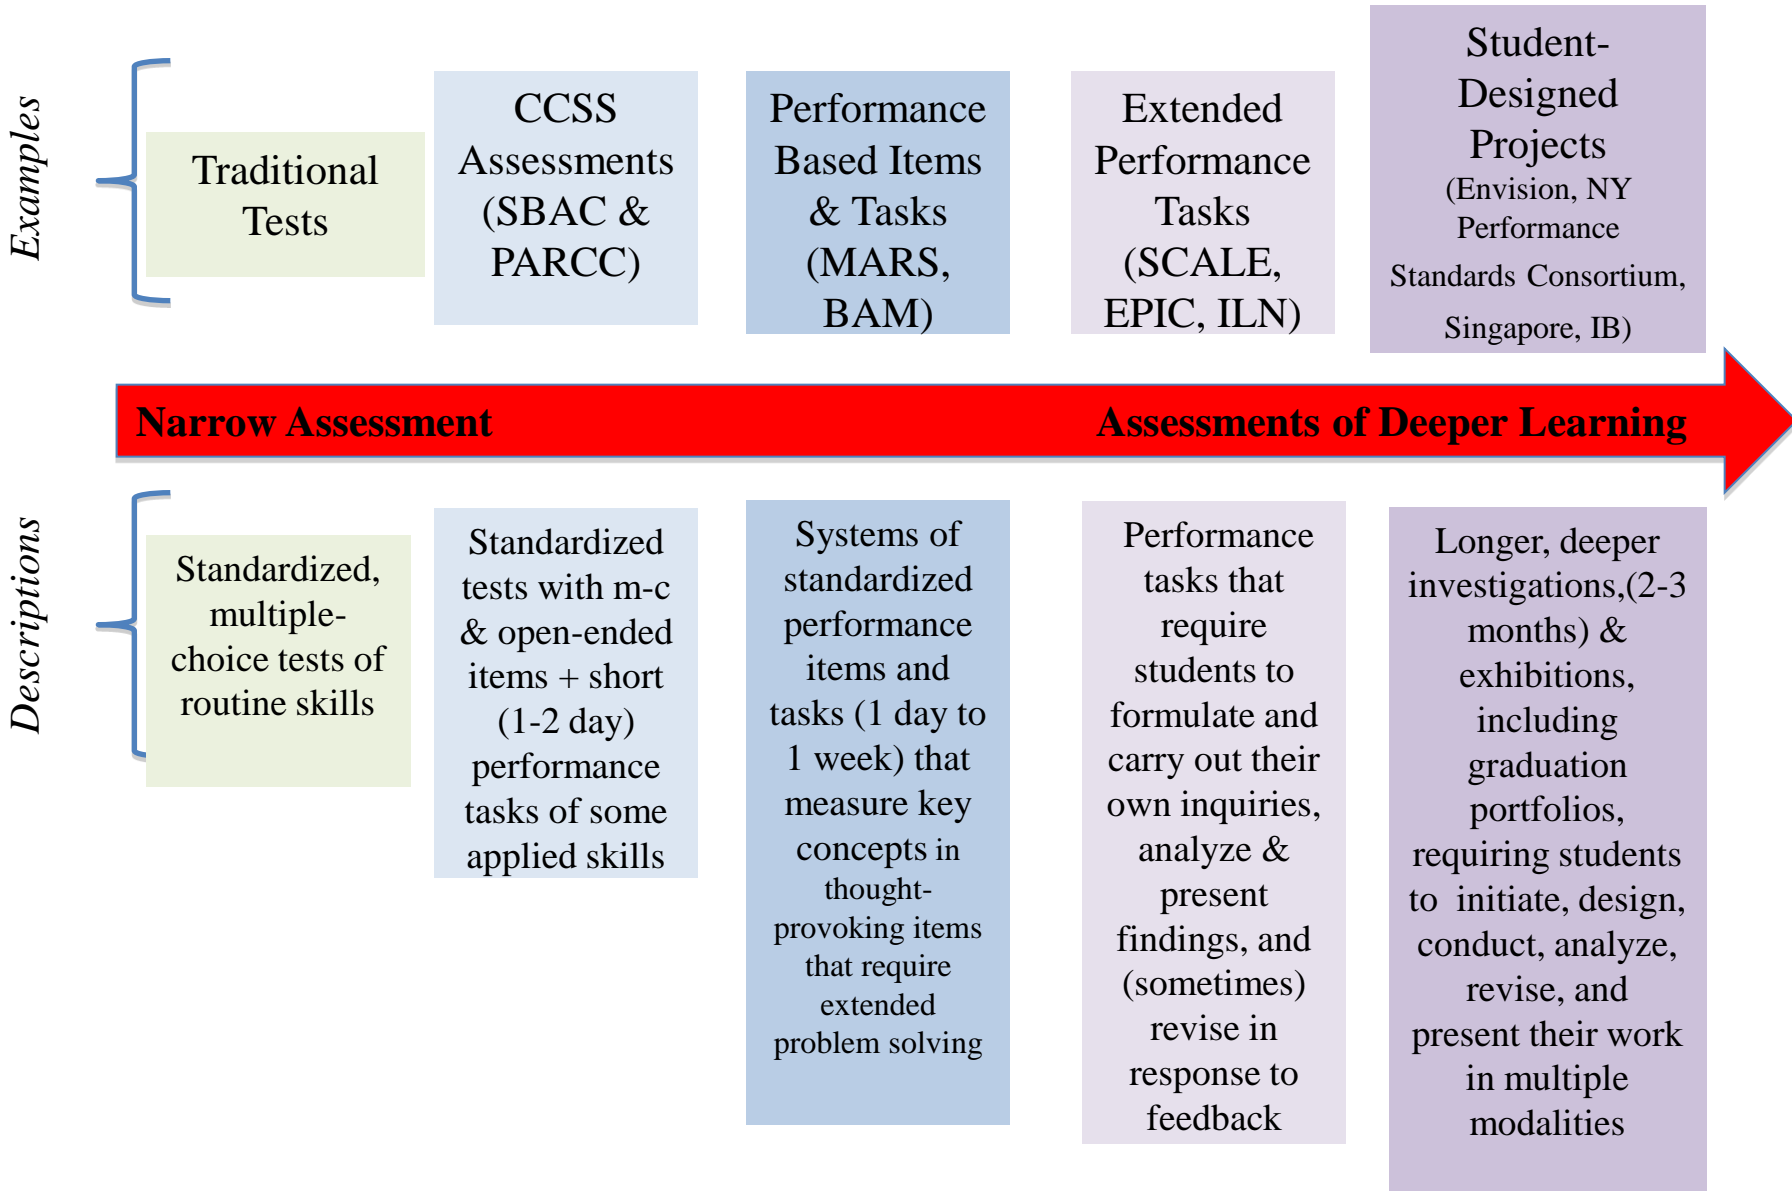 Examples
Traditional
Tests
CCSS
Assessments
(SBAC &
PARCC)
Performance
Based Items
& Tasks
(MARS,
BAM)
Extended
Performance
Tasks
(SCALE,
EPIC, ILN)
Student-
Designed
Projects
(Envision, NY
Performance
Standards Consortium,
Singapore, IB)
Narrow Assessment
Assessments of Deeper Learning
Descriptions
Standardized,
multiple-
choice tests of
routine skills
Standardized
tests with m-c
& open-ended
items + short
(1-2 day)
performance
tasks of some
applied skills
Systems of
standardized
performance
items and
tasks (1 day to
1 week) that
measure key
concepts in
thought-
provoking items
that require
extended
problem solving
Performance
tasks that
require
students to
formulate and
carry out their
own inquiries,
analyze &
present
findings, and
(sometimes)
revise in
response to
feedback
Longer, deeper
investigations,(2-3
months) &
exhibitions,
including
graduation
portfolios,
requiring students
to initiate, design,
conduct, analyze,
revise, and
present their work
in multiple
modalities